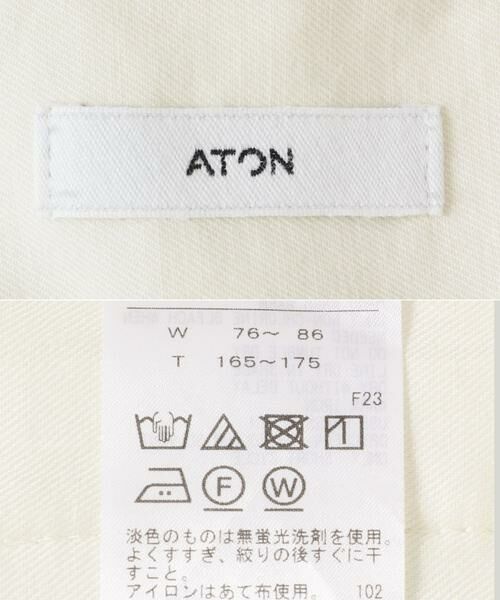 ATON
W 76～ 86
T 165～175
F23
F W
淡色のものは無蛍光洗剤を使用。
よくすすぎ、絞りの後すぐに干
すこと。
アイロンはあて布使用。 102